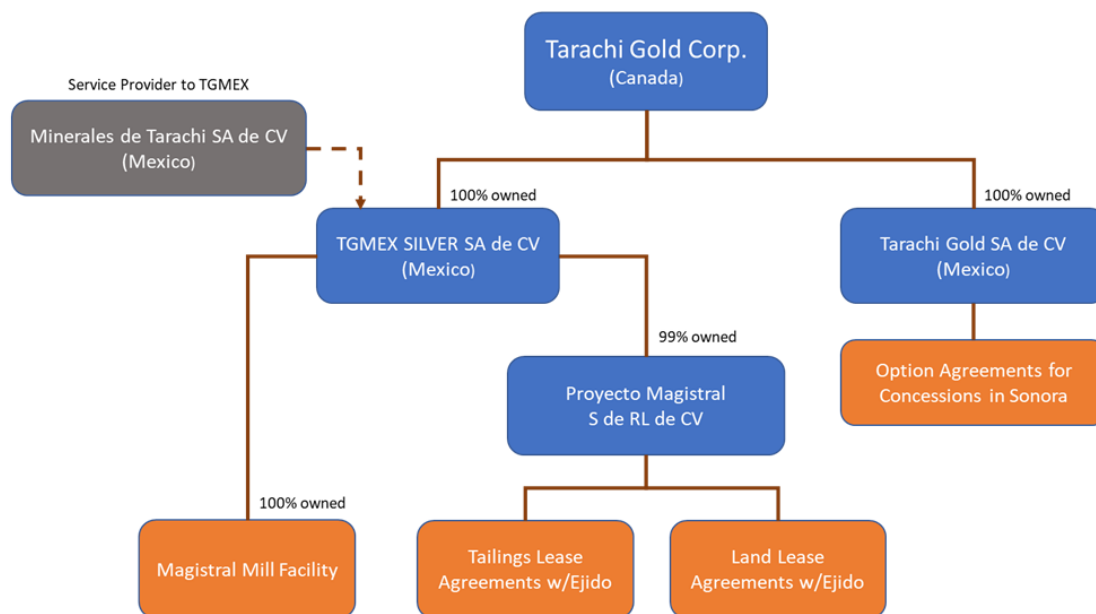 Tarachi Gold Corp.
(Canada)
Service Provider to TGMEX
Minerales de Tarachi SA de CV
(Mexico)
100% owned
100% owned
TGMEX SILVER SA de CV
(Mexico)
Tarachi Gold SA de CV
(Mexico)
99% owned
Option Agreements for
Concessions in Sonora
Proyecto Magistral
S de RL de CV
100% owned
Magistral Mill Facility
Tailings Lease
Agreements w/Ejido
Land Lease
Agreements w/Ejido